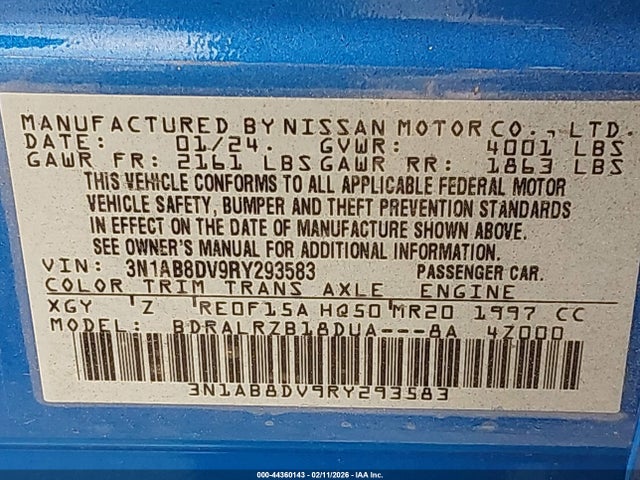 MANUFACTURED BY NISSAN MOTOR CO., LTD.
DATE: 01/24. GVWR: 4001 LBS
GAWR FR: 2161 LBS GAWR RR: 1863 LBS
THIS VEHICLE CONFORMS TO ALL APPLICABLE FEDERAL MOTOR
VEHICLE SAFETY, BUMPER AND THEFT PREVENTION STANDARDS
IN EFFECT ON THE DATE OF MANUFACTURE SHOWN ABOVE.
SEE OWNER'S MANUAL FOR ADDITIONAL INFORMATION.
VIN: 3N1AB8DV9RY293583 PASSENGER CAR.
COLOR TRIM TRANS AXLE ENGINE
XGY Z RE0F15A HQ50 MR20 1997 CC
MODEL: BDRALRZB18DUA---8A 4Z000
3N1AB8DV9RY293583
000-44360143 - 02/11/2026 - IAA Inc.